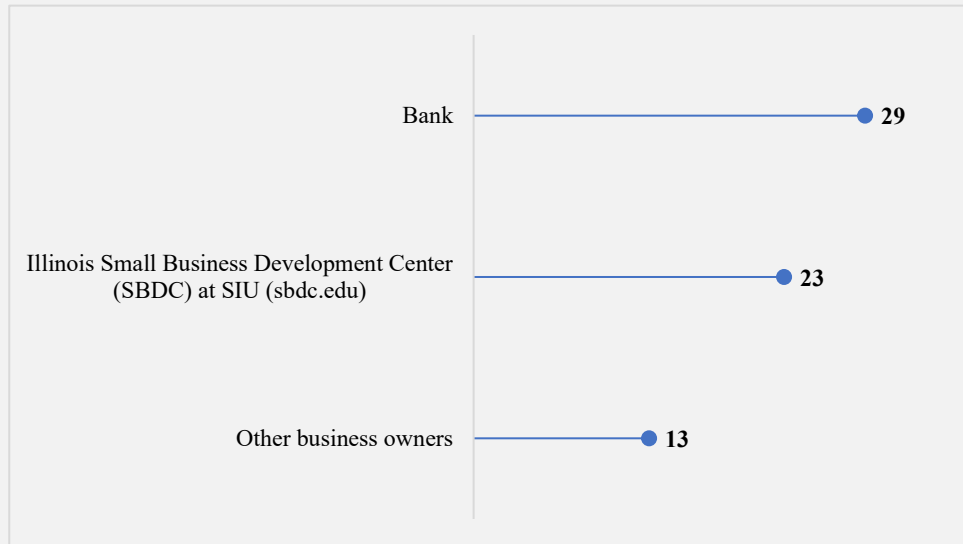 Bank
29
Illinois Small Business Development Center
(SBDC) at SIU (sbdc.edu)
23
Other business owners
13